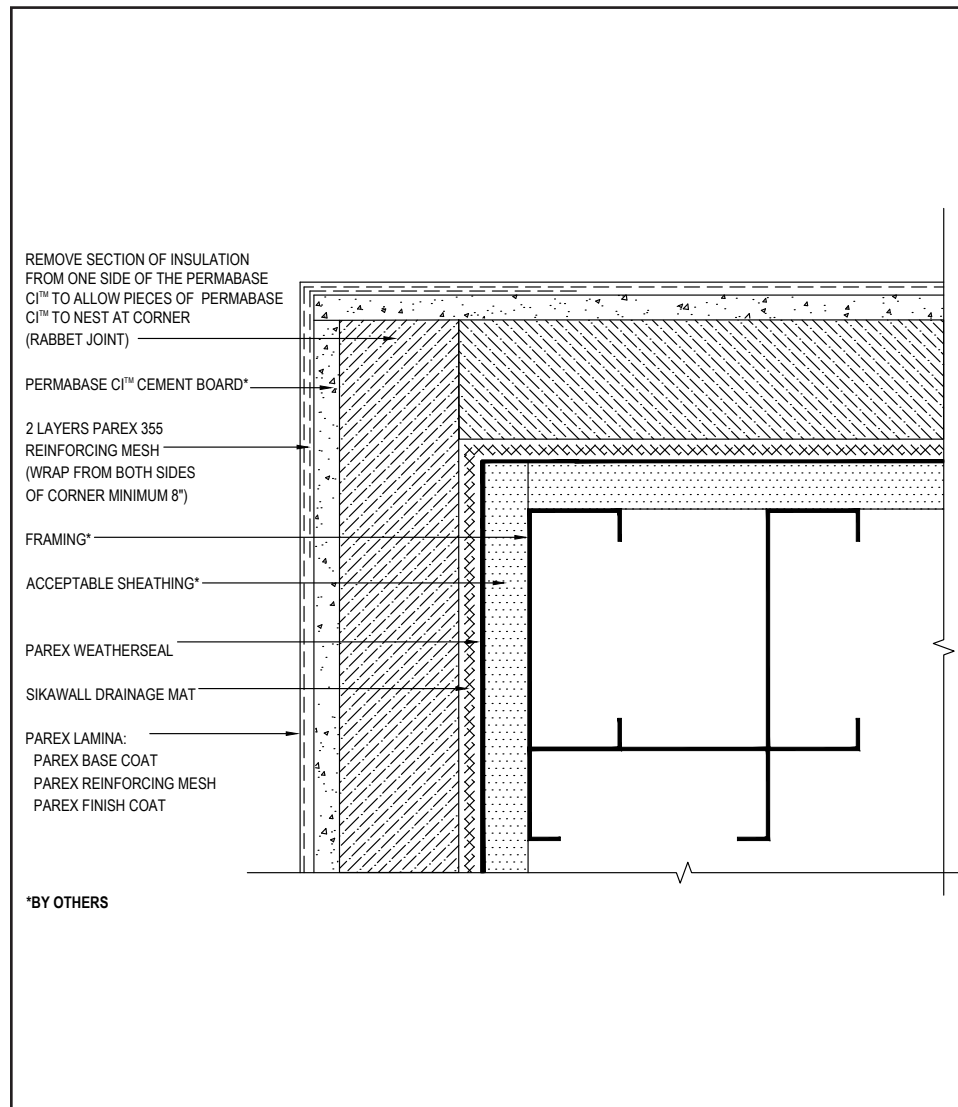 REMOVE SECTION OF INSULATION
FROM ONE SIDE OF THE PERMABASE
CI™ TO ALLOW PIECES OF PERMABASE
CI™ TO NEST AT CORNER
(RABBET JOINT)
PERMABASE CI™ CEMENT BOARD*
2 LAYERS PAREX 355
REINFORCING MESH
(WRAP FROM BOTH SIDES
OF CORNER MINIMUM 8")
FRAMING*
ACCEPTABLE SHEATHING*
PAREX WEATHERSEAL
SIKAWALL DRAINAGE MAT
PAREX LAMINA:
PAREX BASE COAT
PAREX REINFORCING MESH
PAREX FINISH COAT
*BY OTHERS